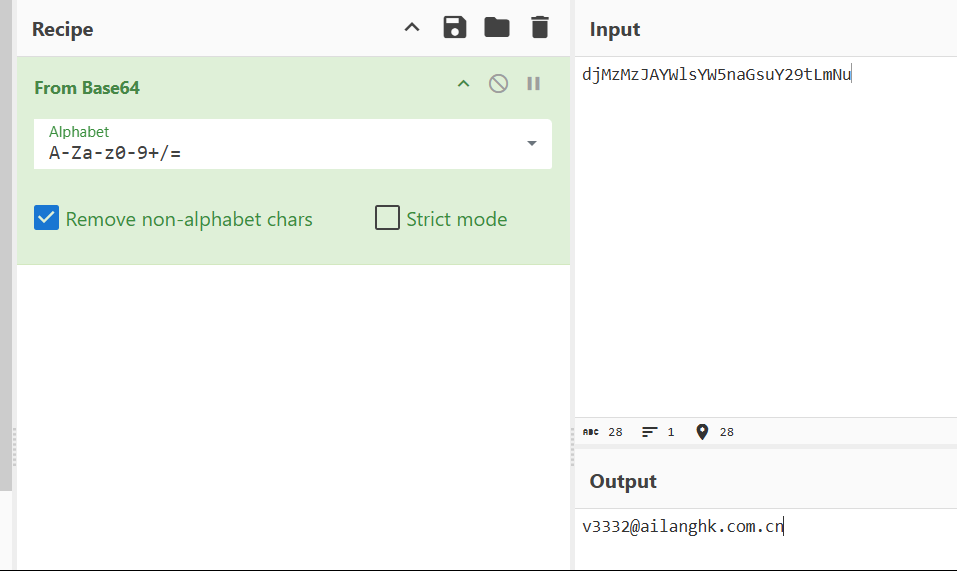 Recipe
From Base64
Alphabet
A-Za-z0-9+/=
Remove non-alphabet chars
Strict mode
Input
djMzMzJAYWlsYW5naGsuY29tLmNu
ABC 28 1 28
Output
v3332@ailanghk.com.cn